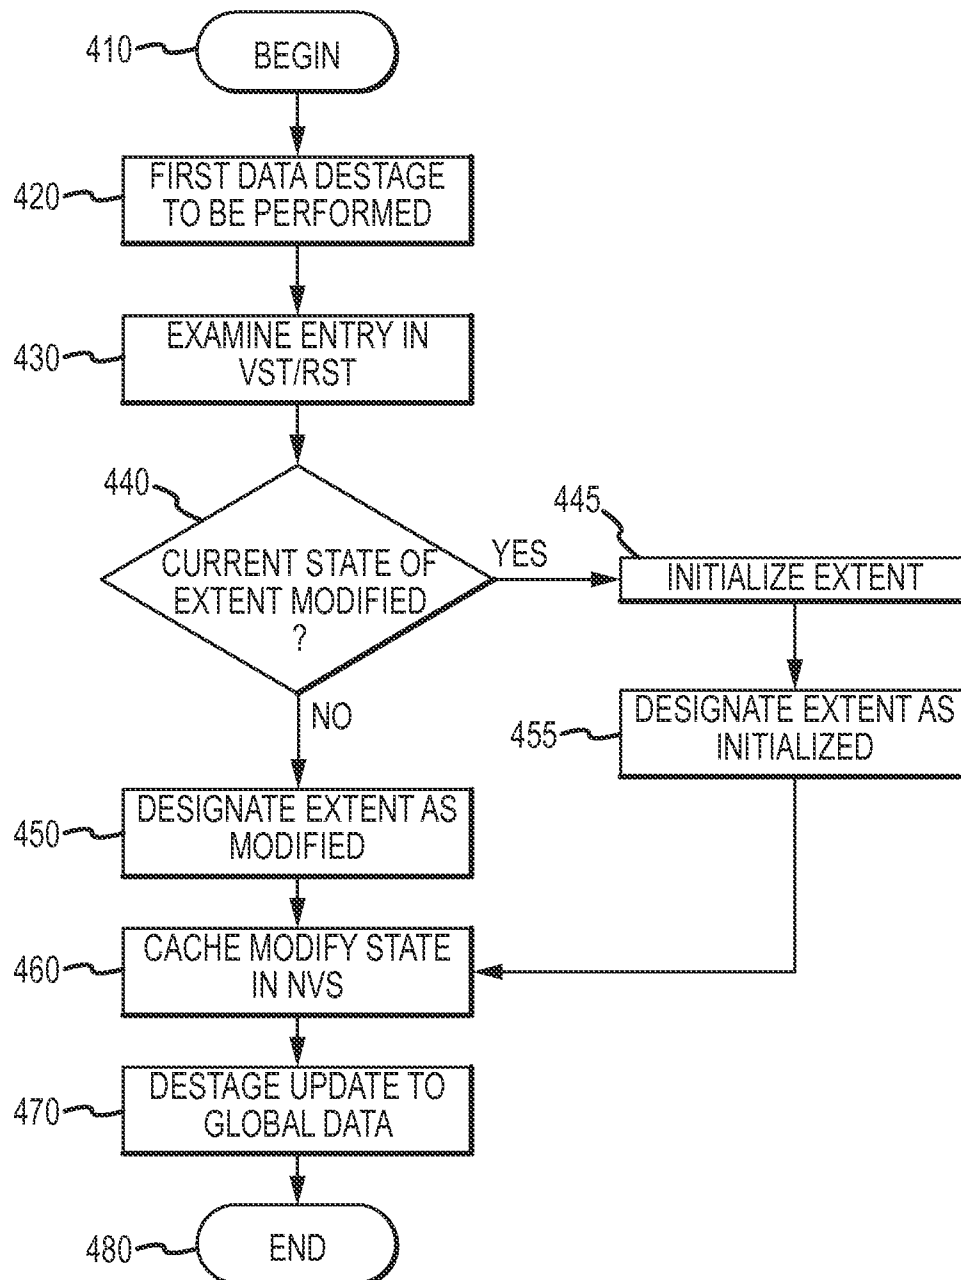 410
BEGIN
420
FIRST DATA DESTAGE
TO BE PERFORMED
430
EXAMINE ENTRY IN
VST/RST
440
CURRENT STATE OF
EXTENT MODIFIED
?
YES
445
INITIALIZE EXTENT
455
DESIGNATE EXTENT AS
INITIALIZED
NO
450
DESIGNATE EXTENT AS
MODIFIED
460
CACHE MODIFY STATE
IN NVS
470
DESTAGE UPDATE TO
GLOBAL DATA
480
END